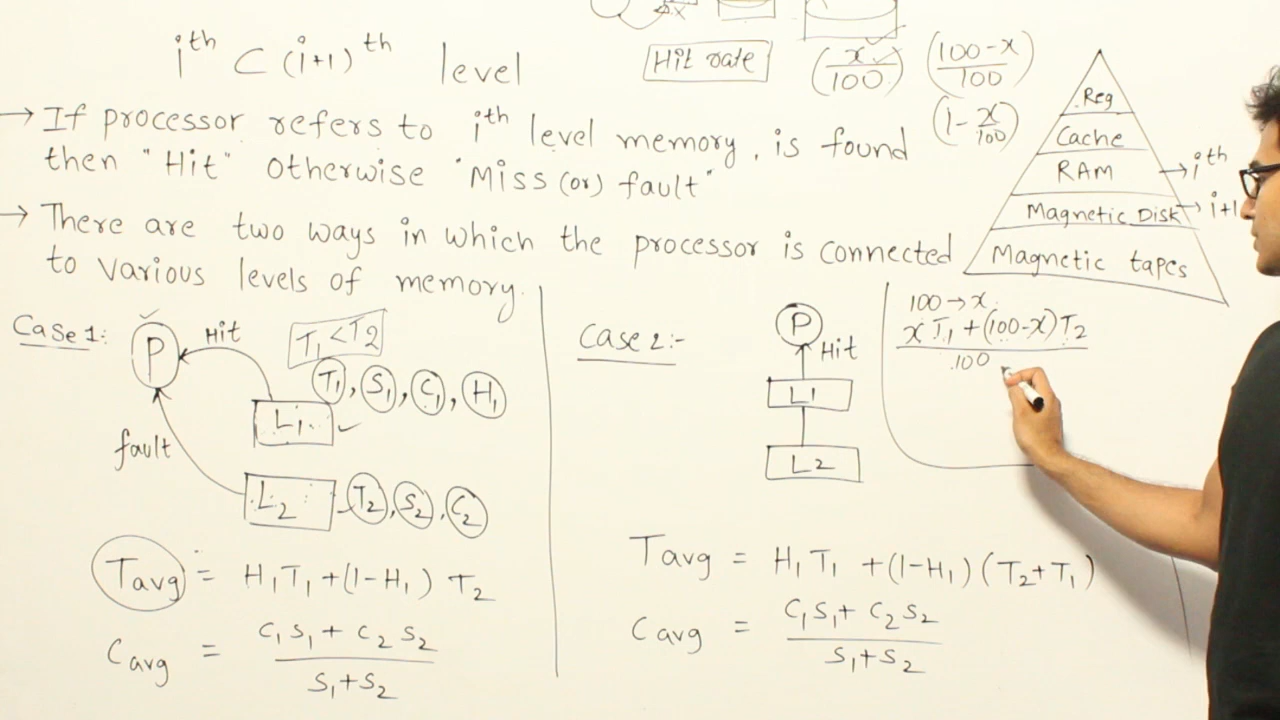 ith ⊂ (i+1)th level
Hit rate
(x/100) (100-x/100)
(1-x/100)
→ If processor refers to ith level memory, is found
then "Hit" otherwise "Miss (or) fault"
→ There are two ways in which the processor is connected
to various levels of memory.
Reg
Cache
RAM → ith
Magnetic Disk → i+1
Magnetic tapes
Case 1:
P
Hit
T1 < T2
T1, S1, C1, H1
L1
fault
L2
T2, S2, C2
Tavg = H1T1 + (1-H1) T2
Cavg = C1S1 + C2S2 / S1+S2
Case 2:-
P
Hit
L1
L2
100 → x
xT1 + (100-x)T2
100
Tavg = H1T1 + (1-H1)(T2+T1)
Cavg = C1S1 + C2S2 / S1+S2